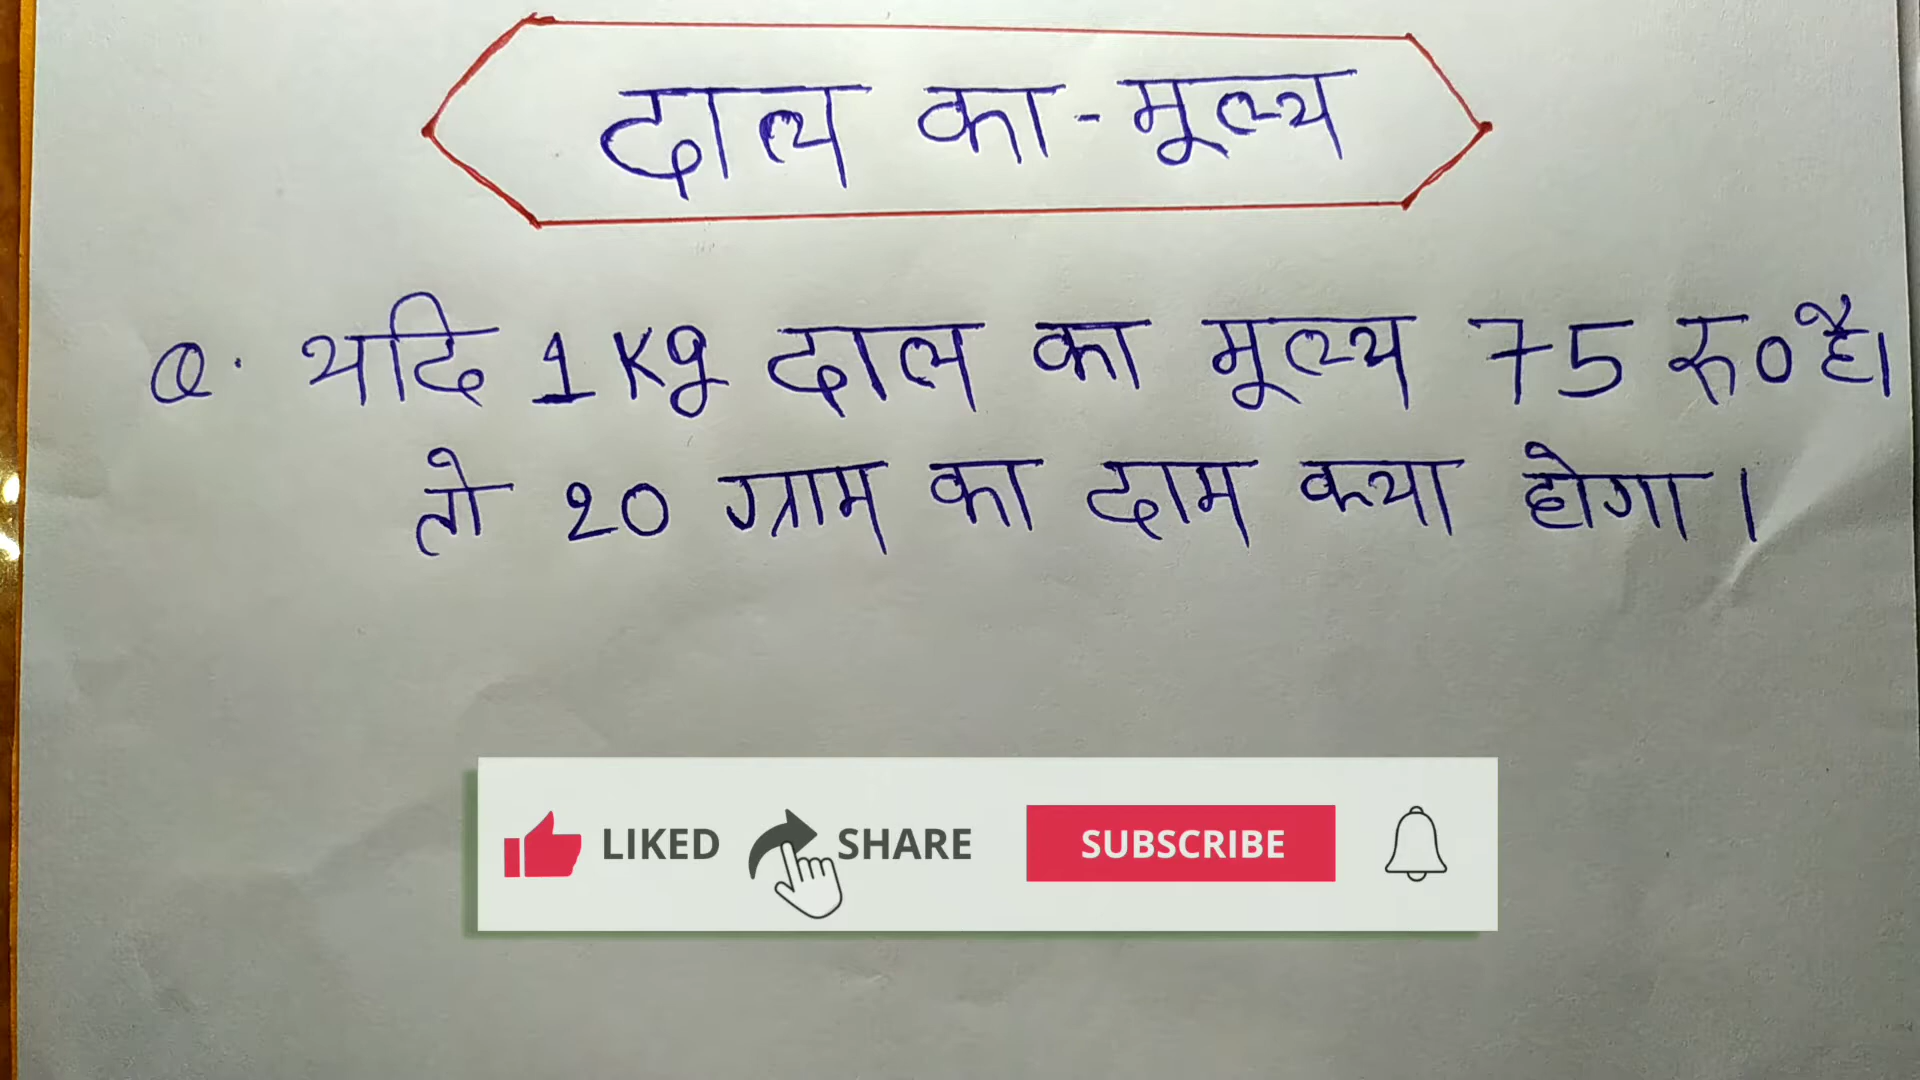 दाल का-मूल्य
Q. यदि 1 Kg दाल का मूल्य 75 रु० है।
तो 20 ग्राम का दाम क्या होगा।
LIKED SHARE SUBSCRIBE